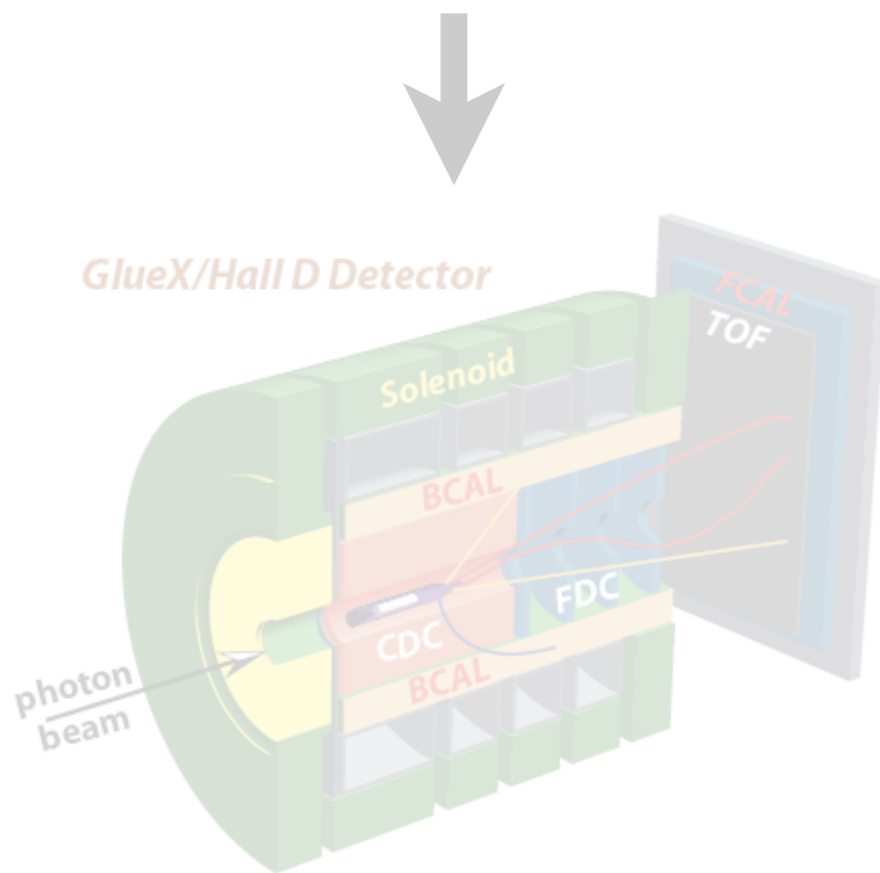 GlueX/Hall D Detector
FCAL
TOF
Solenoid
BCAL
FDC
CDC
BCAL
photon
beam